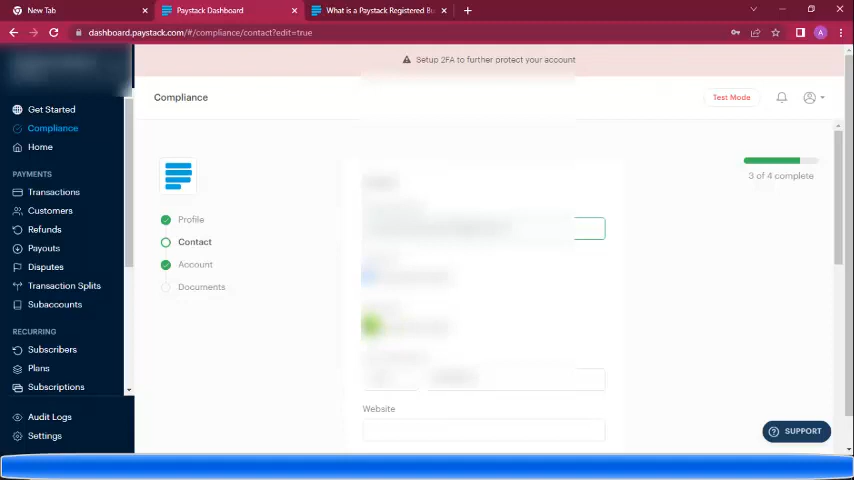 New Tab
Paystack Dashboard
What is a Paystack Registered Bu
dashboard.paystack.com/#/compliance/contact?edit=true
A
Setup 2FA to further protect your account
Compliance
Test Mode
Get Started
Compliance
Home
PAYMENTS
Transactions
Customers
Refunds
Payouts
Disputes
Transaction Splits
Subaccounts
RECURRING
Subscribers
Plans
Subscriptions
Audit Logs
Settings
Profile
Contact
Account
Documents
3 of 4 complete
Website
SUPPORT